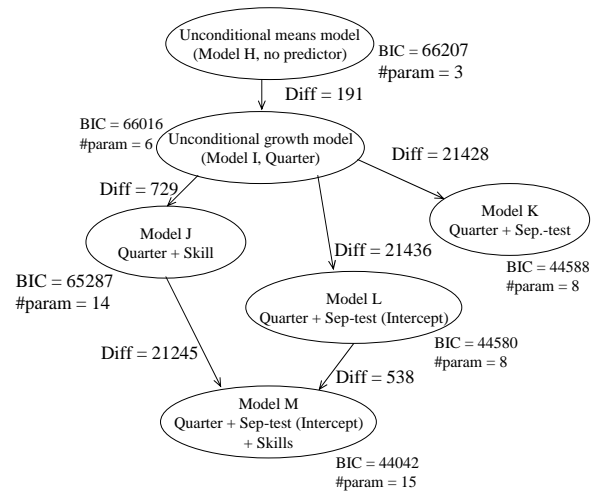 Unconditional means model
(Model H, no predictor)
BIC = 66207
#param = 3
Diff = 191
BIC = 66016
#param = 6
Unconditional growth model
(Model I, Quarter)
Diff = 21428
Diff = 729
Model K
Quarter + Sep.-test
BIC = 44588
#param = 8
Model J
Quarter + Skill
Diff = 21436
BIC = 65287
#param = 14
Model L
Quarter + Sep-test (Intercept)
BIC = 44580
#param = 8
Diff = 21245
Diff = 538
Model M
Quarter + Sep-test (Intercept)
+ Skills
BIC = 44042
#param = 15